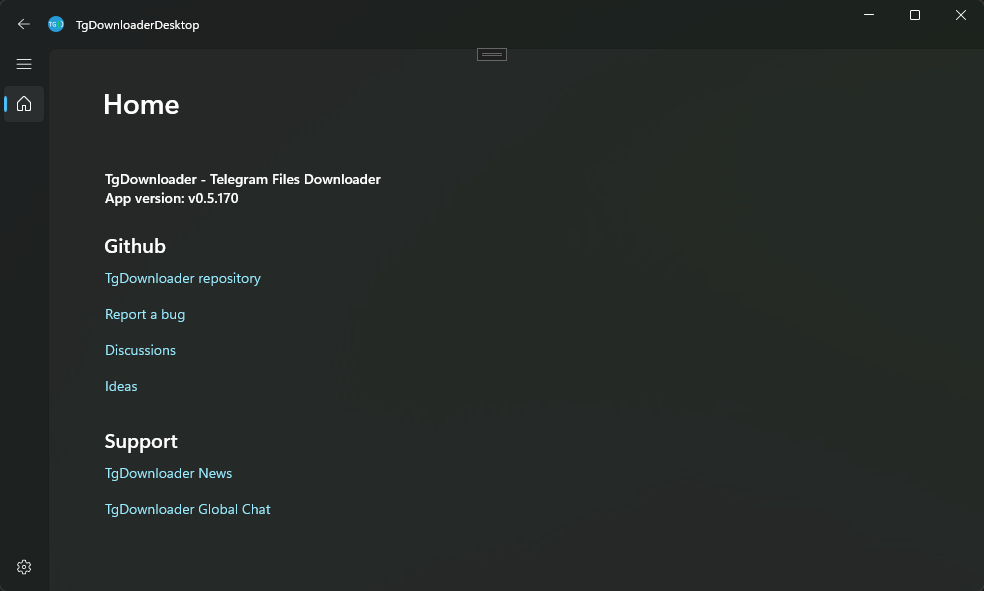 TG
TgDownloaderDesktop
Home
TgDownloader - Telegram Files Downloader
App version: v0.5.170
Github
TgDownloader repository
Report a bug
Discussions
Ideas
Support
TgDownloader News
TgDownloader Global Chat